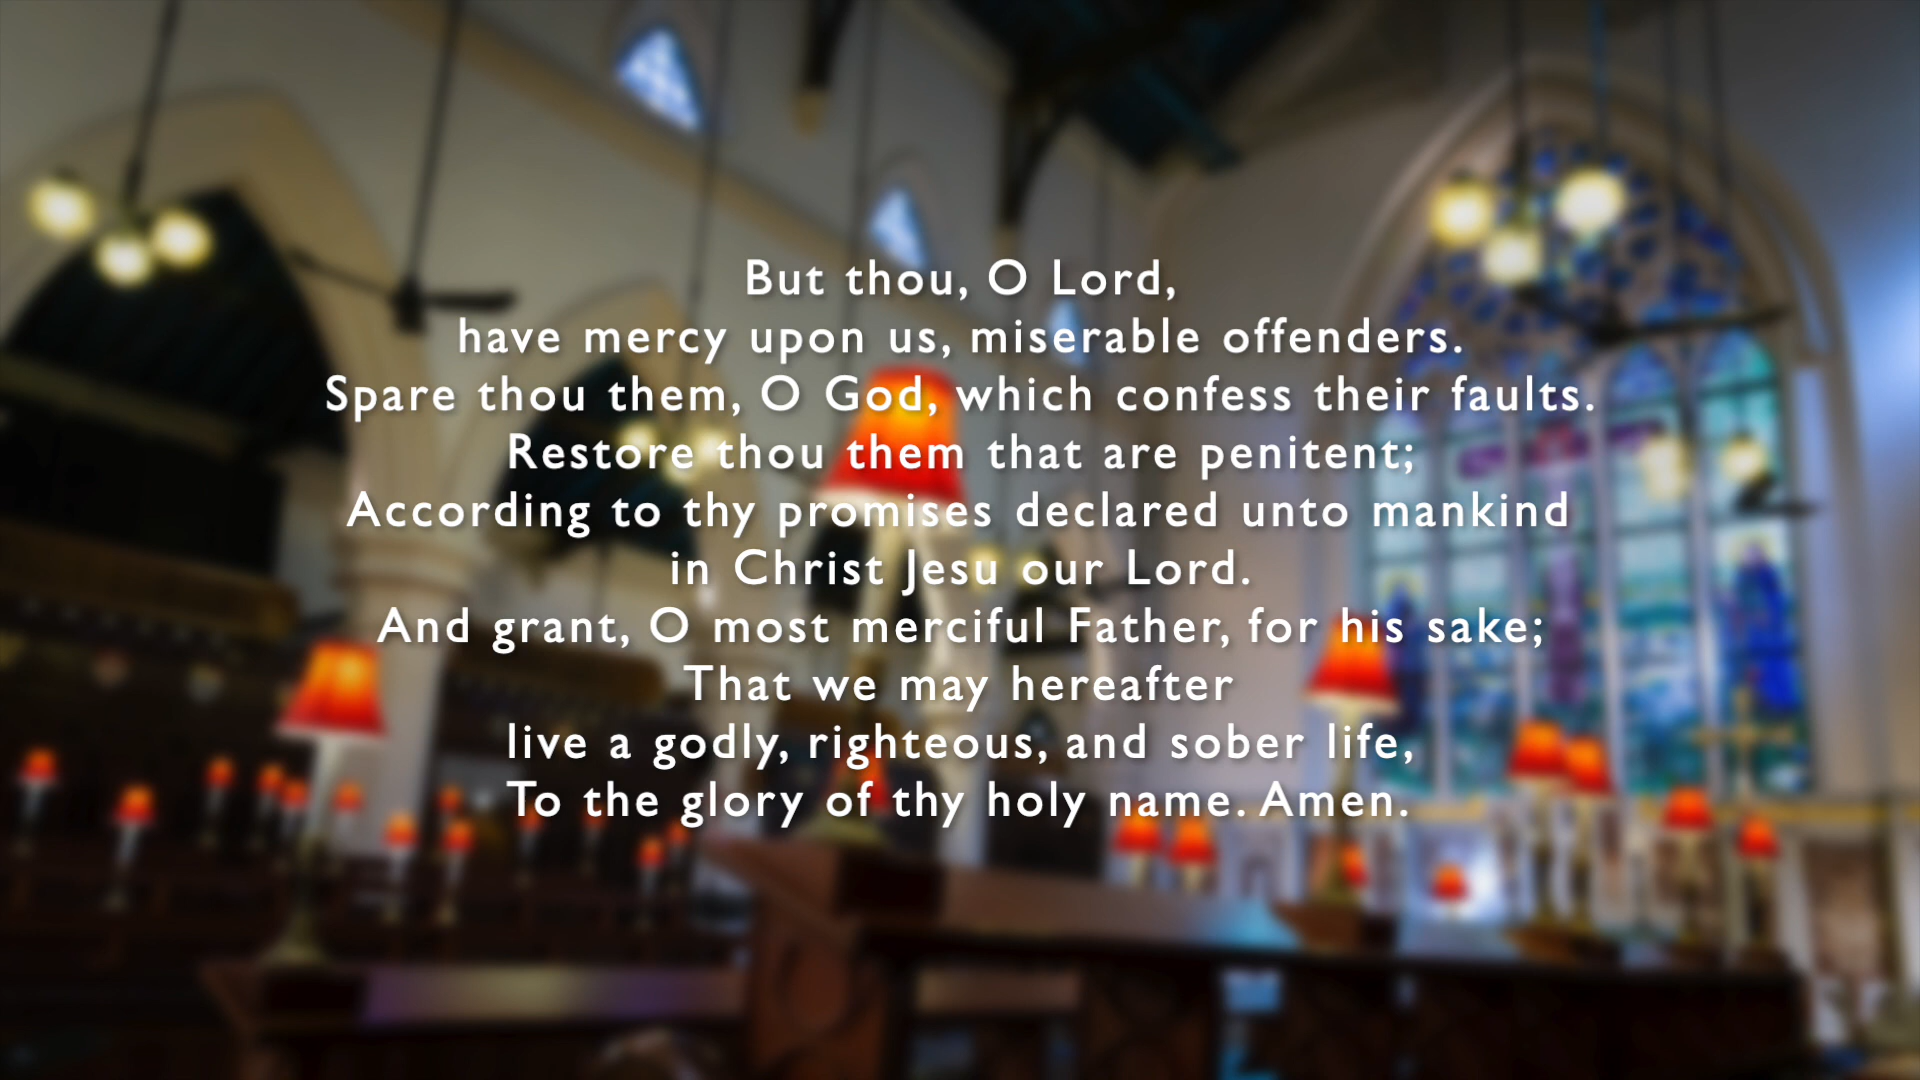 But thou, O Lord,
have mercy upon us, miserable offenders.
Spare thou them, O God, which confess their faults.
Restore thou them that are penitent;
According to thy promises declared unto mankind
in Christ Jesu our Lord.
And grant, O most merciful Father, for his sake;
That we may hereafter
live a godly, righteous, and sober life,
To the glory of thy holy name. Amen.